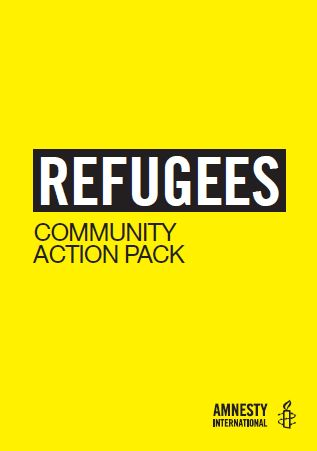 REFUGEES
COMMUNITY
ACTION PACK
AMNESTY
INTERNATIONAL